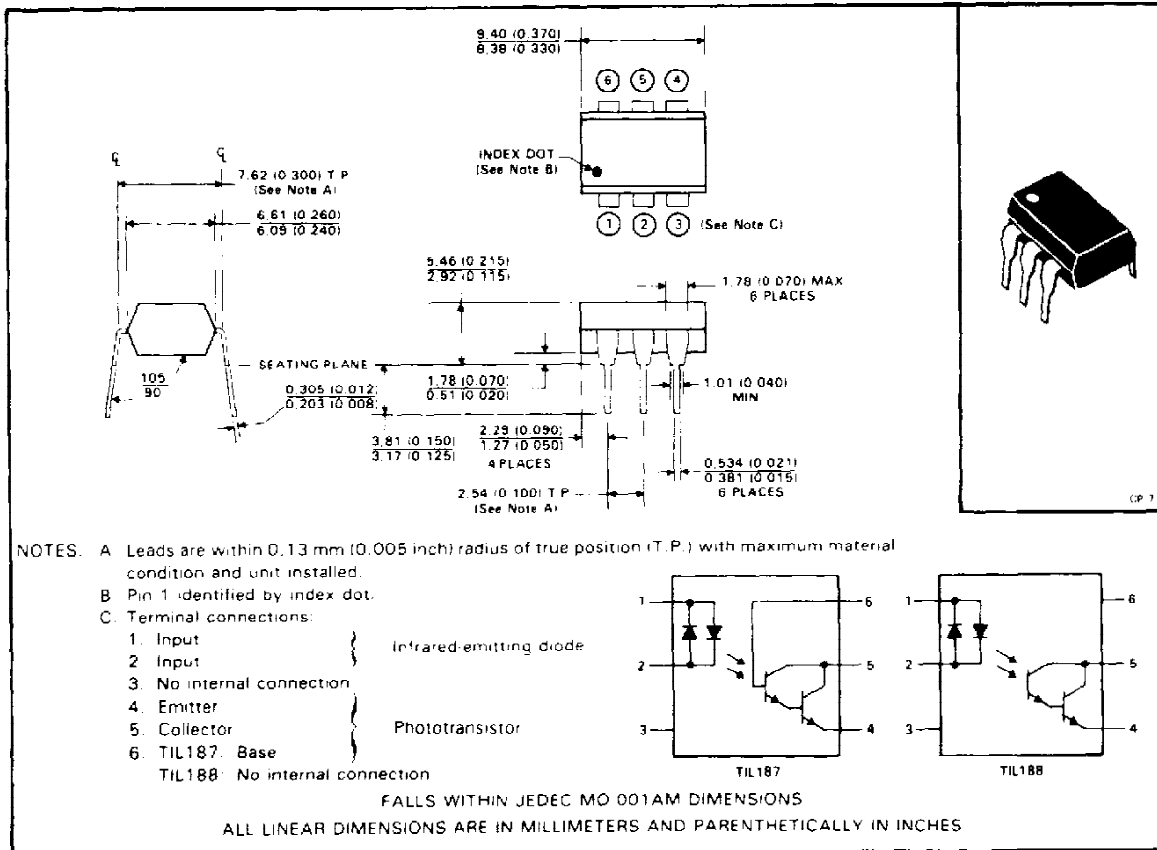 9.40 (0.370)
8.38 (0.330)
6 5 4
INDEX DOT
(See Note B)
1 2 3 (See Note C)
℄ ℄
7.62 (0.300) T P
(See Note A)
6.61 (0.260)
6.09 (0.240)
5.46 (0.215)
2.92 (0.115)
1.78 (0.070) MAX
6 PLACES
SEATING PLANE
105
90
0.305 (0.012)
0.203 (0.008)
1.78 (0.070)
0.51 (0.020)
1.01 (0.040)
MIN
3.81 (0.150)
3.17 (0.125)
2.29 (0.090)
1.27 (0.050)
4 PLACES
0.534 (0.021)
0.381 (0.015)
6 PLACES
2.54 (0.100) T P
(See Note A)
NOTES. A Leads are within 0.13 mm (0.005 inch) radius of true position (T.P.) with maximum material
condition and unit installed.
B Pin 1 identified by index dot.
C. Terminal connections:
1. Input
2 Input
Infrared-emitting diode
3. No internal connection
4. Emitter
5. Collector
Phototransistor
6. TIL187. Base
TIL188 No internal connection
1 2 3 6 5 4
TIL187
1 2 3 6 5 4
TIL188
FALLS WITHIN JEDEC MO 001AM DIMENSIONS
ALL LINEAR DIMENSIONS ARE IN MILLIMETERS AND PARENTHETICALLY IN INCHES